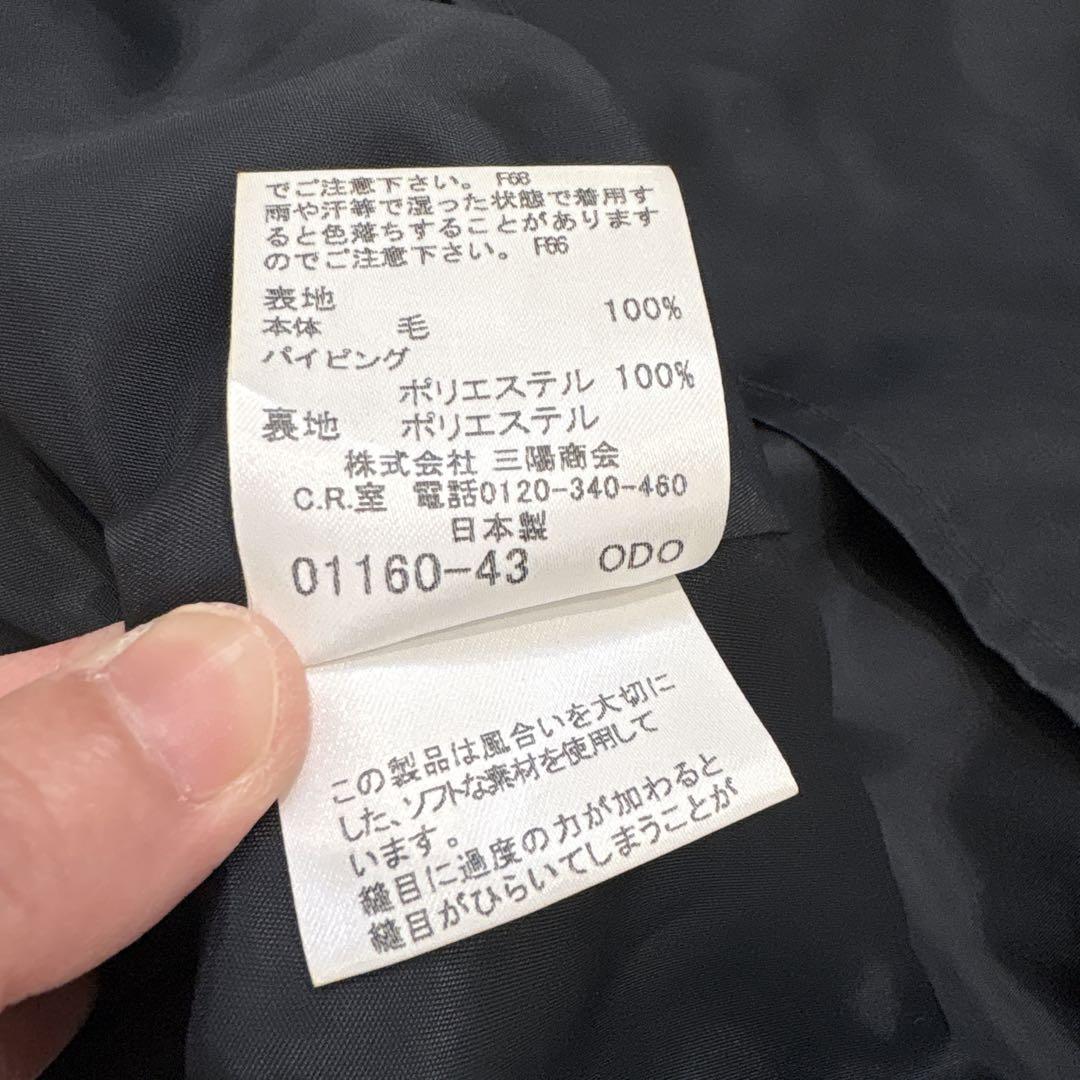 でご注意下さい。 F68
雨や汗等で湿った状態で着用す
ると色落ちすることがあります
のでご注意下さい。 F66
表地
本体 毛 100%
パイピング
ポリエステル 100%
裏地 ポリエステル
株式会社 三陽商会
C.R.室 電話0120-340-460
日本製
01160-43 ODO
この製品は風合いを大切に
した、ソフトな素材を使用して
います。
縫目に過度の力が加わると
縫目がひらいてしまうことが